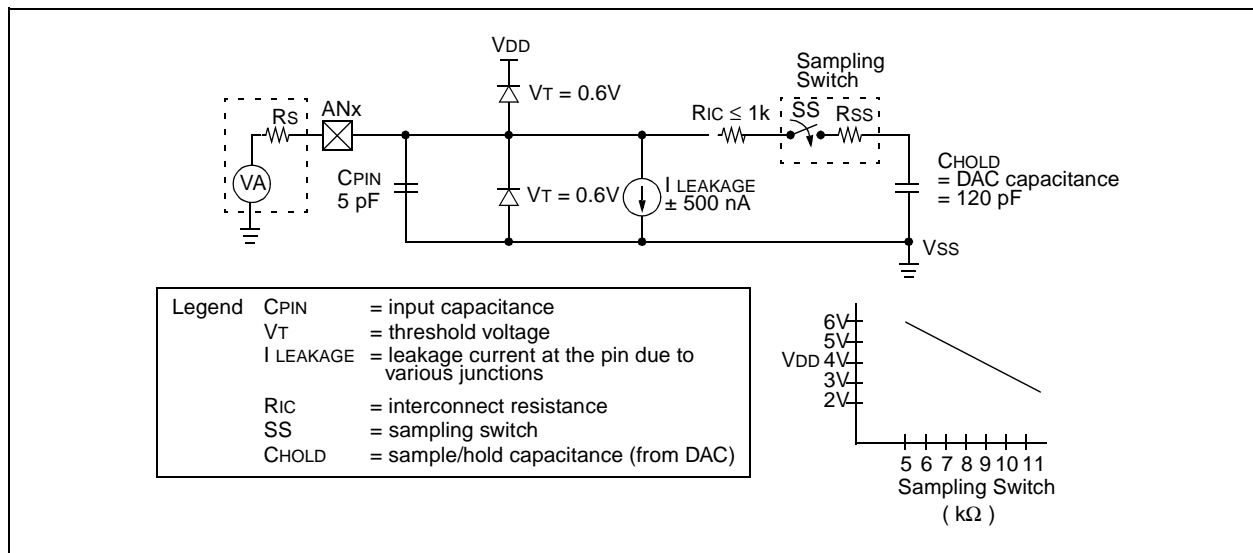 VDD
Sampling
Switch
VT = 0.6V
RS
ANx
RIC ≤ 1k
SS
RSS
VA
CPIN
5 pF
VT = 0.6V
I LEAKAGE
± 500 nA
CHOLD
= DAC capacitance
= 120 pF
VSS
Legend CPIN = input capacitance
VT = threshold voltage
I LEAKAGE = leakage current at the pin due to
various junctions
RIC = interconnect resistance
SS = sampling switch
CHOLD = sample/hold capacitance (from DAC)
6V
5V
VDD 4V
3V
2V
5 6 7 8 9 10 11
Sampling Switch
( kΩ )